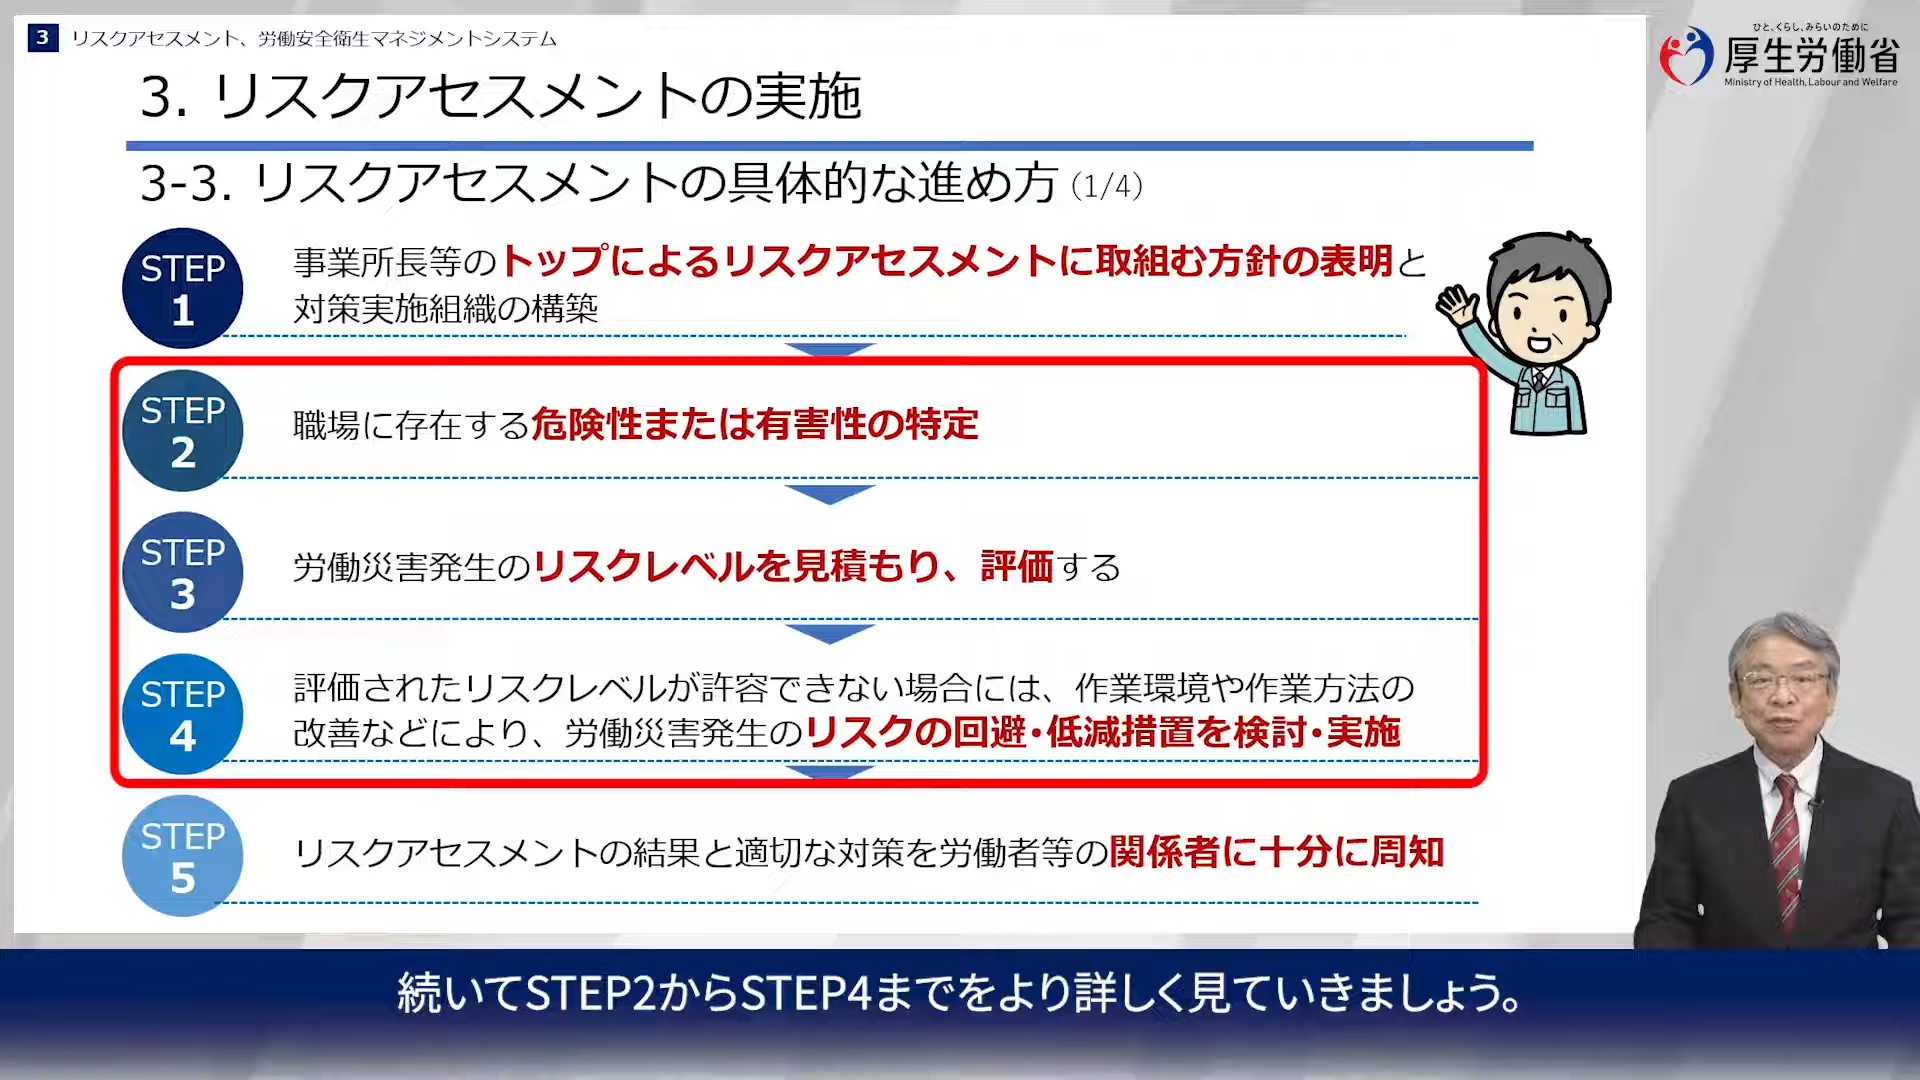 3 リスクアセスメント、労働安全衛生マネジメントシステム
ひと、くらし、みらいのために
厚生労働省
Ministry of Health, Labour and Welfare
3. リスクアセスメントの実施
3-3. リスクアセスメントの具体的な進め方 (1/4)
STEP
1
事業所長等のトップによるリスクアセスメントに取組む方針の表明と
対策実施組織の構築
STEP
2
職場に存在する危険性または有害性の特定
STEP
3
労働災害発生のリスクレベルを見積もり、評価する
STEP
4
評価されたリスクレベルが許容できない場合には、作業環境や作業方法の
改善などにより、労働災害発生のリスクの回避・低減措置を検討・実施
STEP
5
リスクアセスメントの結果と適切な対策を労働者等の関係者に十分に周知
続いてSTEP2からSTEP4までをより詳しく見ていきましょう。